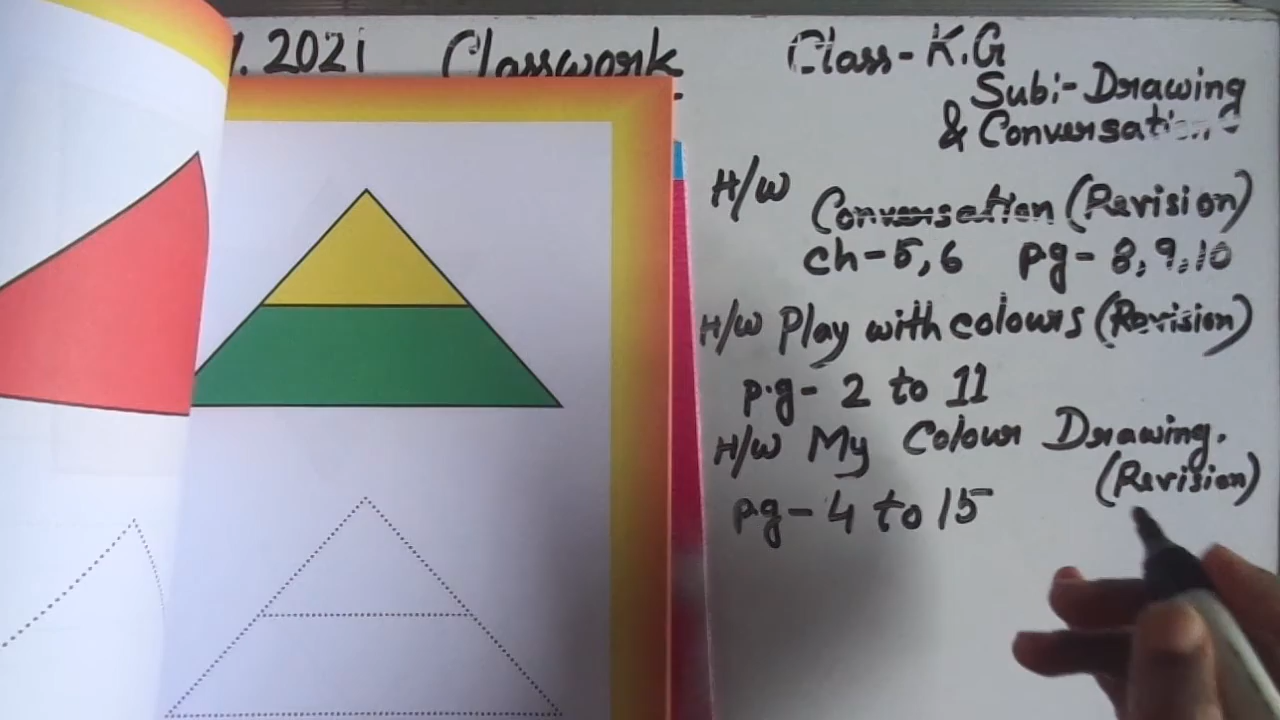 .2021 Classwork Class-K.G
Sub:-Drawing
& Conversation
H/W Conversation (Revision)
ch-5,6 pg-8,9,10
H/W Play with colours (Revision)
p.g- 2 to 11
H/W My Colour Drawing.
(Revision)
p.g-4 to 15